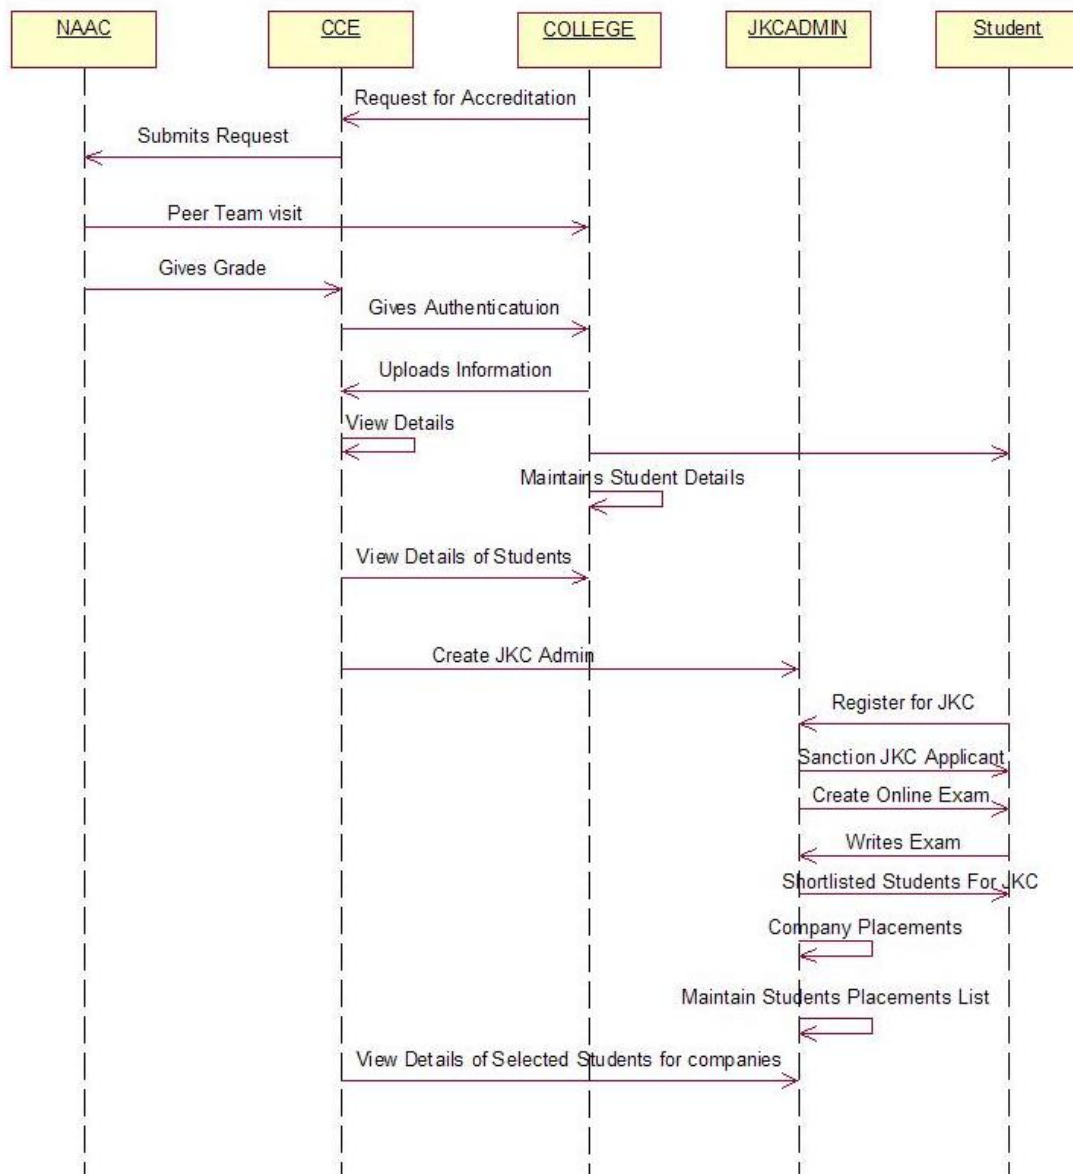 NAAC
CCE
COLLEGE
JKCADMIN
Student
Request for Accreditation
Submits Request
Peer Team visit
Gives Grade
Gives Authenticatuion
Uploads Information
View Details
Maintains Student Details
View Details of Students
Create JKC Admin
Register for JKC
Sanction JKC Applicant
Create Online Exam
Writes Exam
Shortlisted Students For JKC
Company Placements
Maintain Students Placements List
View Details of Selected Students for companies